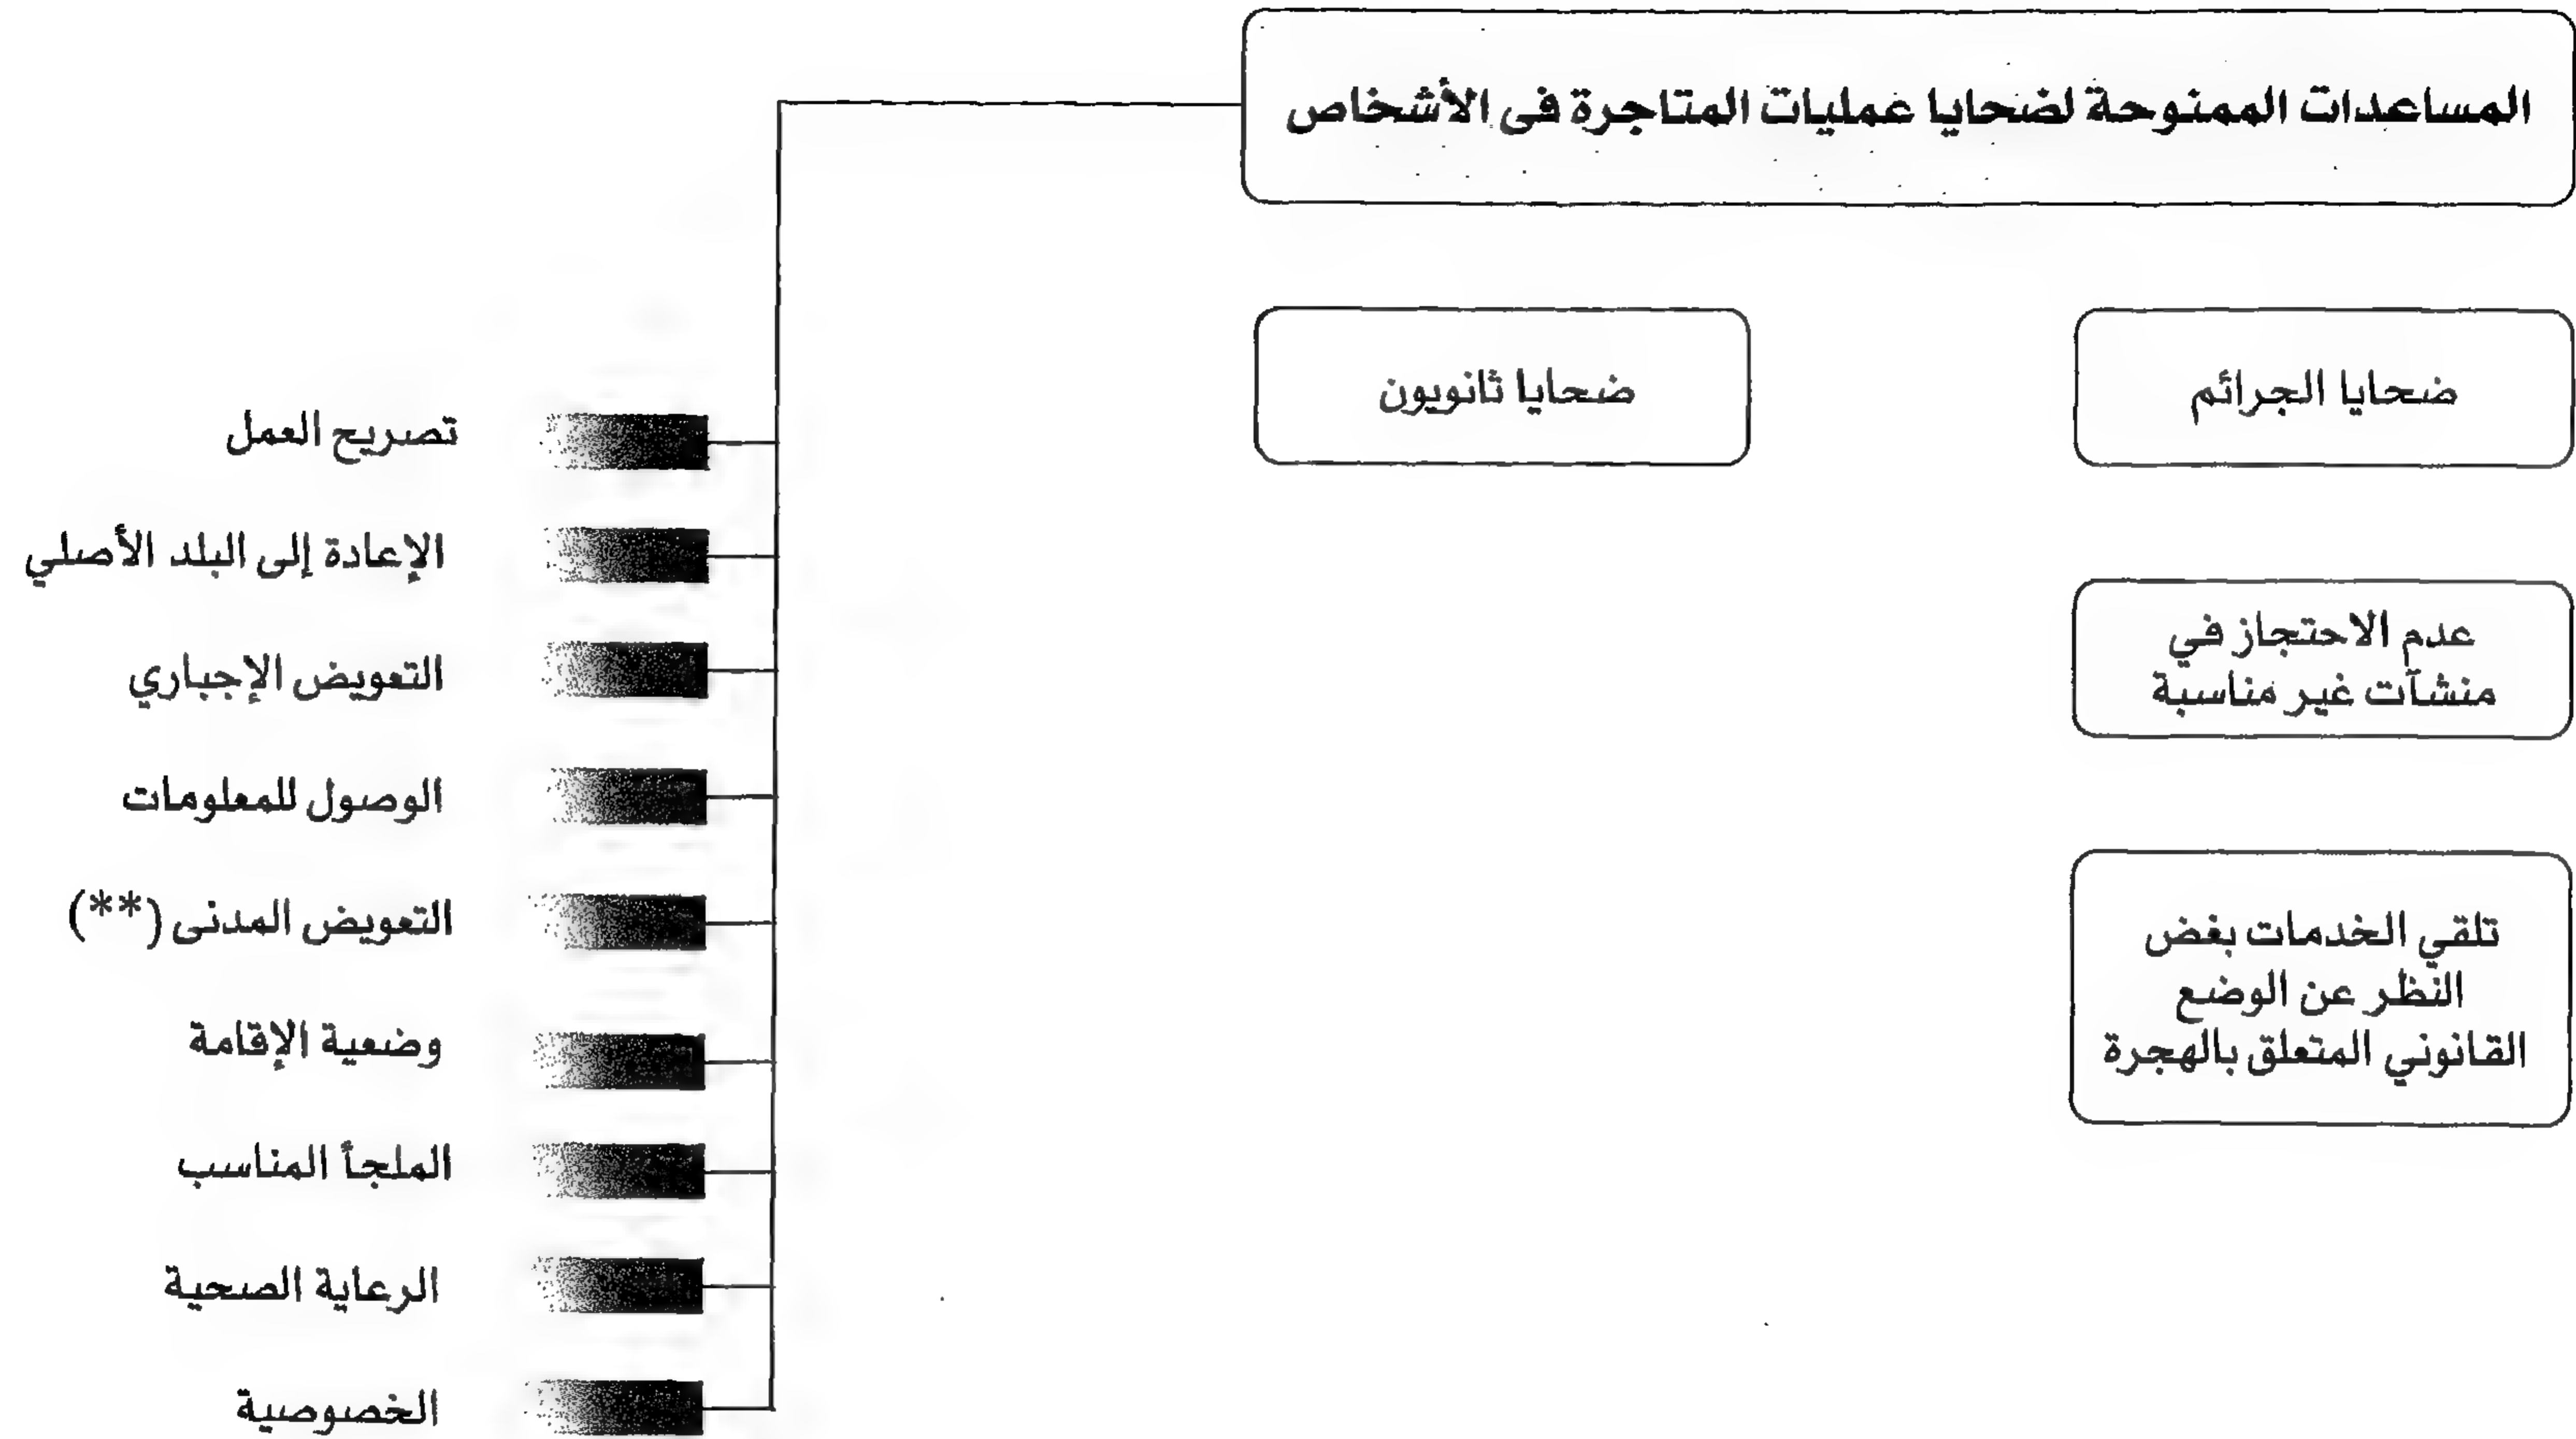 المساعدات الممنوحة لضحايا عمليات المتاجرة فى الأشخاص
ضحايا الجرائم
ضحايا ثانويون
عدم الاحتجاز في
منشآت غير مناسبة
تلقي الخدمات بغض
النظر عن الوضع
القانوني المتعلق بالهجرة
تصريح العمل
الإعادة إلى البلد الأصلي
التعويض الإجباري
الوصول للمعلومات
التعويض المدنى (**)
وضعية الإقامة
الملجأ المناسب
الرعاية الصحية
الخصوصية